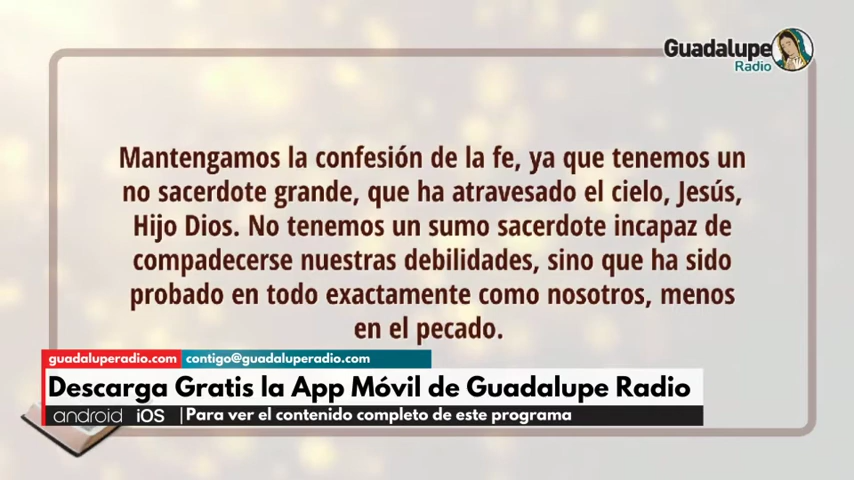 Guadalupe
Radio
Mantengamos la confesión de la fe, ya que tenemos un
no sacerdote grande, que ha atravesado el cielo, Jesús,
Hijo Dios. No tenemos un sumo sacerdote incapaz de
compadecerse nuestras debilidades, sino que ha sido
probado en todo exactamente como nosotros, menos
en el pecado.
guadaluperadio.com contigo@guadaluperadio.com
Descarga Gratis la App Móvil de Guadalupe Radio
android iOS | Para ver el contenido completo de este programa